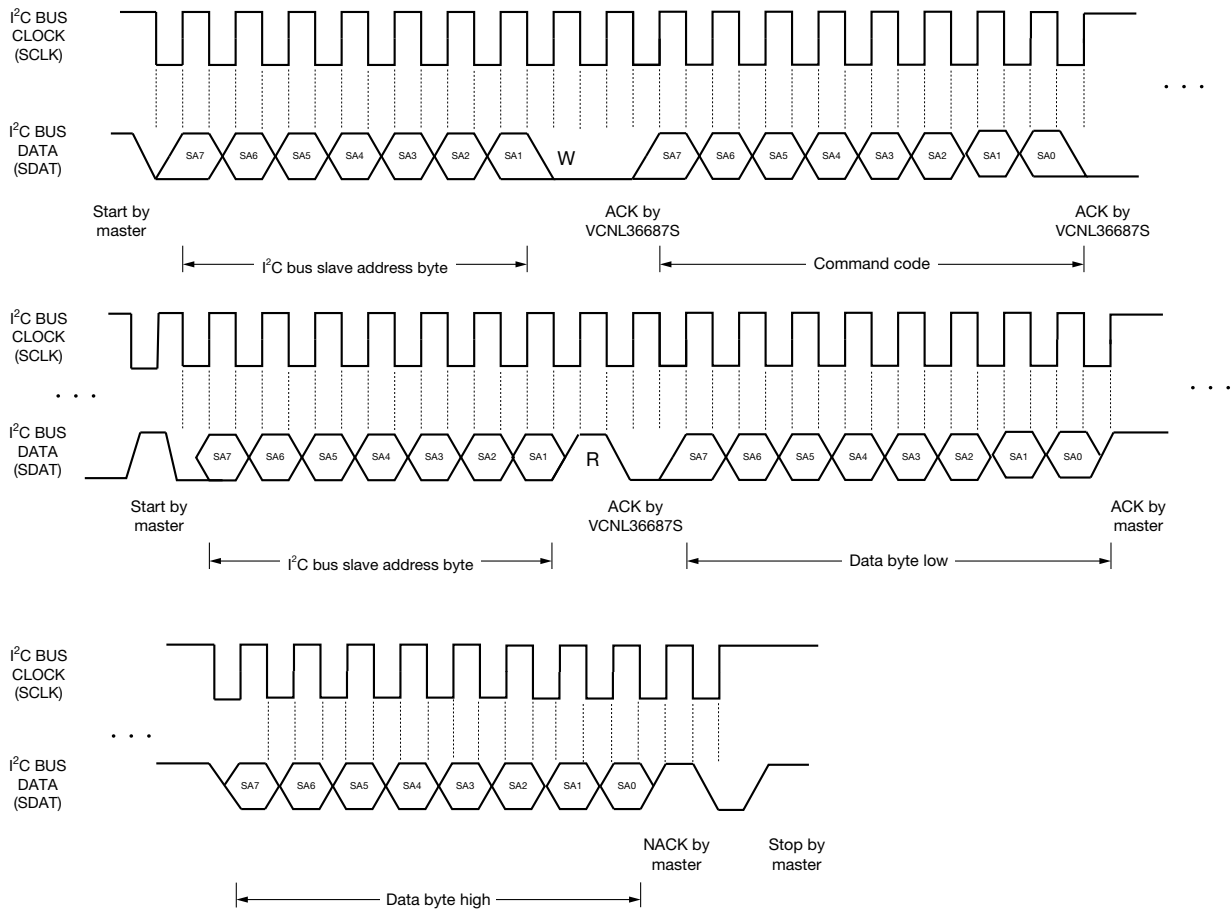 I²C BUS
CLOCK
(SCLK)
. . .
I²C BUS
DATA
(SDAT)
SA7 SA6 SA5 SA4 SA3 SA2 SA1 W SA7 SA6 SA5 SA4 SA3 SA2 SA1 SA0
Start by
master
ACK by
VCNL36687S
ACK by
VCNL36687S
I²C bus slave address byte
Command code
I²C BUS
CLOCK
(SCLK)
. . .
. . .
I²C BUS
DATA
(SDAT)
SA7 SA6 SA5 SA4 SA3 SA2 SA1 R SA7 SA6 SA5 SA4 SA3 SA2 SA1 SA0
Start by
master
ACK by
VCNL36687S
ACK by
master
I²C bus slave address byte
Data byte low
I²C BUS
CLOCK
(SCLK)
. . .
I²C BUS
DATA
(SDAT)
SA7 SA6 SA5 SA4 SA3 SA2 SA1 SA0
NACK by
master
Stop by
master
Data byte high